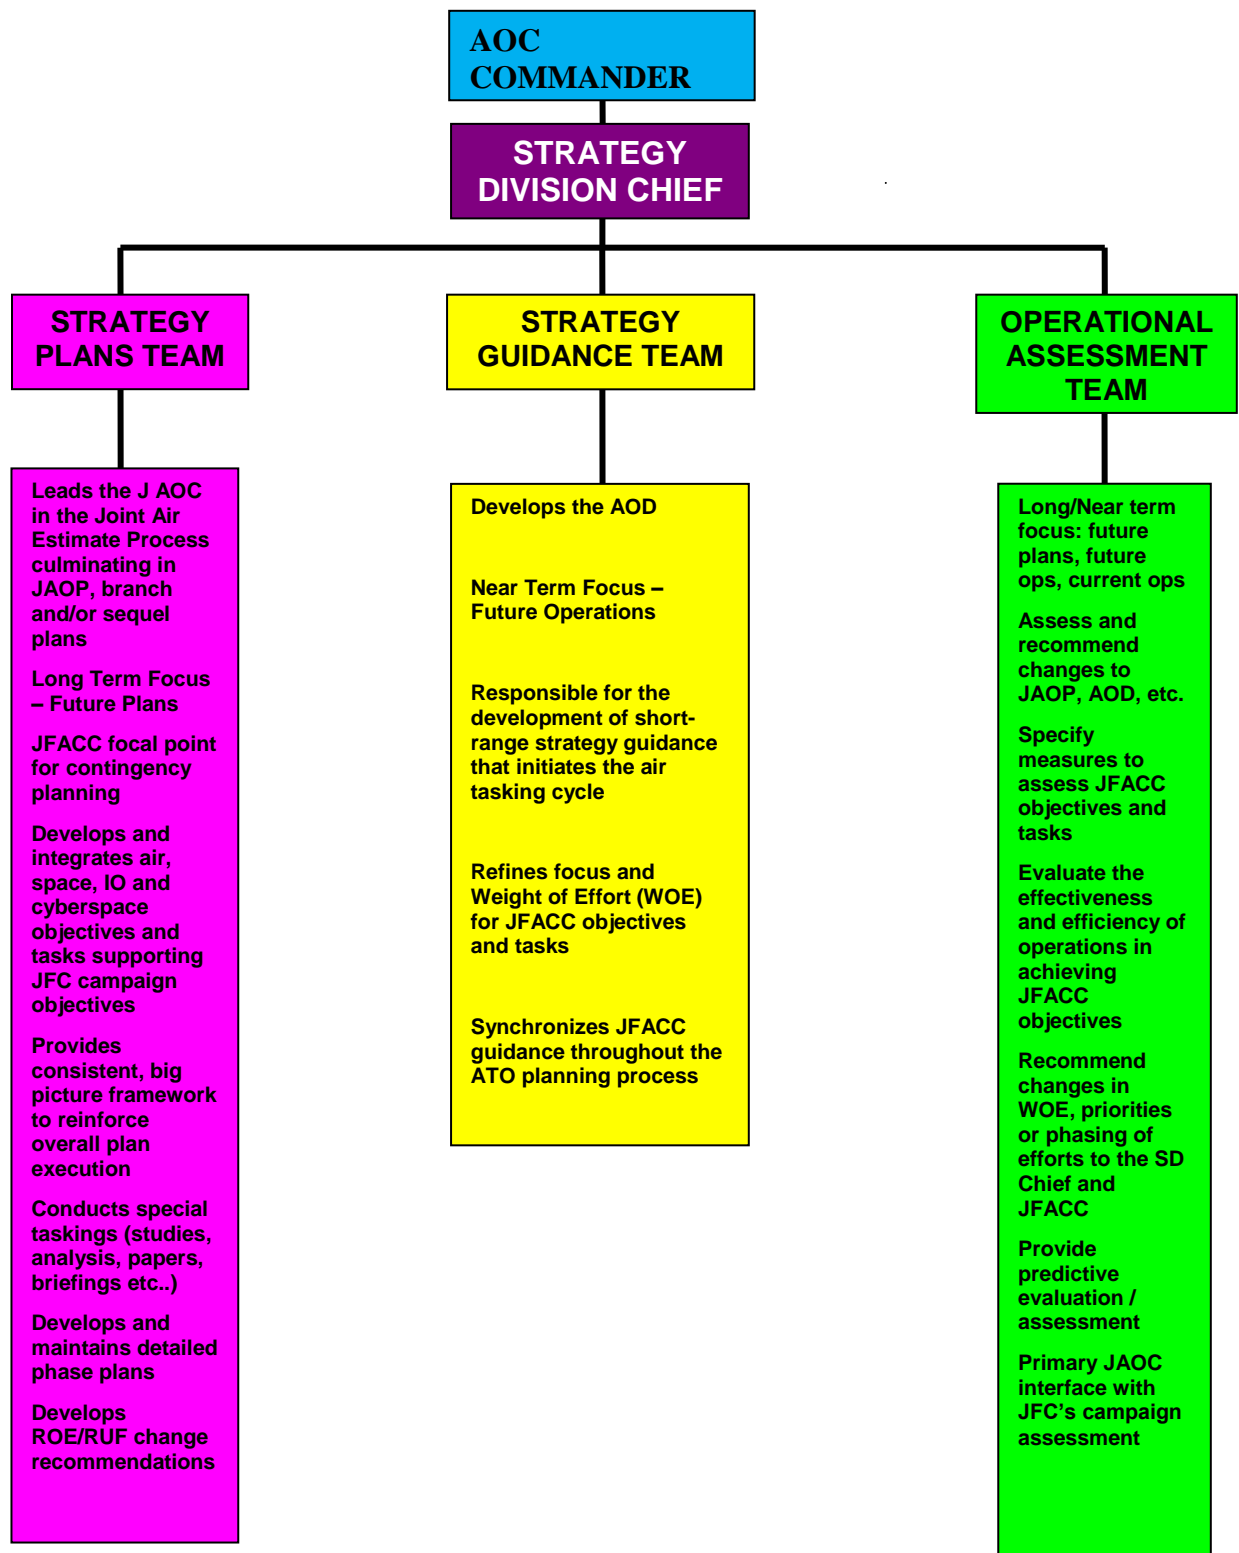 AOC
COMMANDER
STRATEGY
DIVISION CHIEF
STRATEGY
PLANS TEAM
STRATEGY
GUIDANCE TEAM
OPERATIONAL
ASSESSMENT
TEAM
Leads the J AOC
in the Joint Air
Estimate Process
culminating in
JAOP, branch
and/or sequel
plans
Long Term Focus
– Future Plans
JFACC focal point
for contingency
planning
Develops and
integrates air,
space, IO and
cyberspace
objectives and
tasks supporting
JFC campaign
objectives
Provides
consistent, big
picture framework
to reinforce
overall plan
execution
Conducts special
taskings (studies,
analysis, papers,
briefings etc..)
Develops and
maintains detailed
phase plans
Develops
ROE/RUF change
recommendations
Develops the AOD
Near Term Focus –
Future Operations
Responsible for the
development of short-
range strategy guidance
that initiates the air
tasking cycle
Refines focus and
Weight of Effort (WOE)
for JFACC objectives
and tasks
Synchronizes JFACC
guidance throughout the
ATO planning process
Long/Near term
focus: future
plans, future
ops, current ops
Assess and
recommend
changes to
JAOP, AOD, etc.
Specify
measures to
assess JFACC
objectives and
tasks
Evaluate the
effectiveness
and efficiency of
operations in
achieving
JFACC
objectives
Recommend
changes in
WOE, priorities
or phasing of
efforts to the SD
Chief and
JFACC
Provide
predictive
evaluation /
assessment
Primary JAOC
interface with
JFC’s campaign
assessment